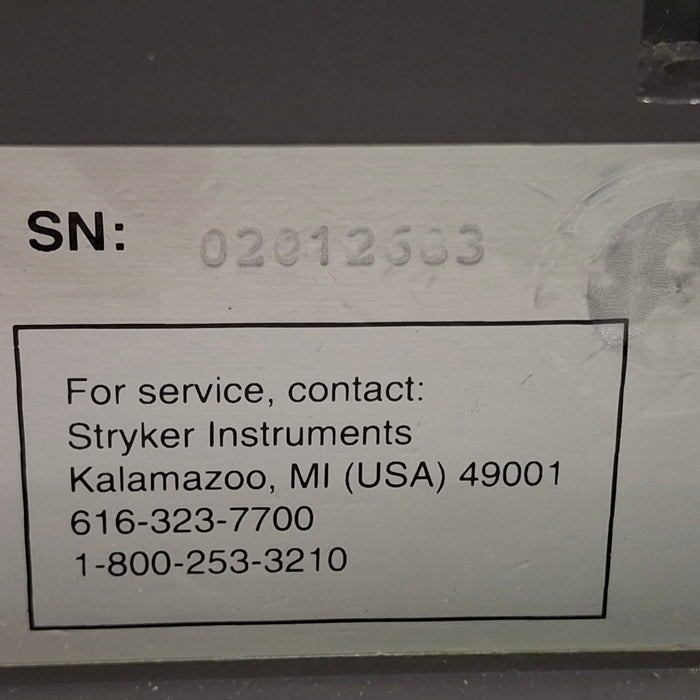 SN:
For service, contact:
Stryker Instruments
Kalamazoo, MI (USA) 49001
616-323-7700
1-800-253-3210